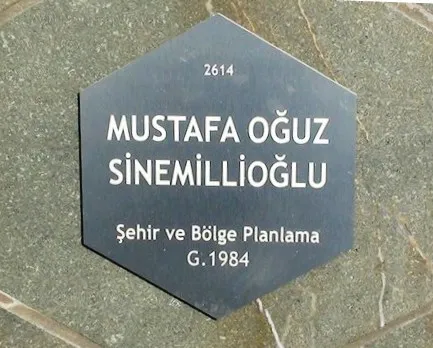 2614
MUSTAFA OĞUZ
SİNEMİLLİOĞLU
Şehir ve Bölge Planlama
G.1984